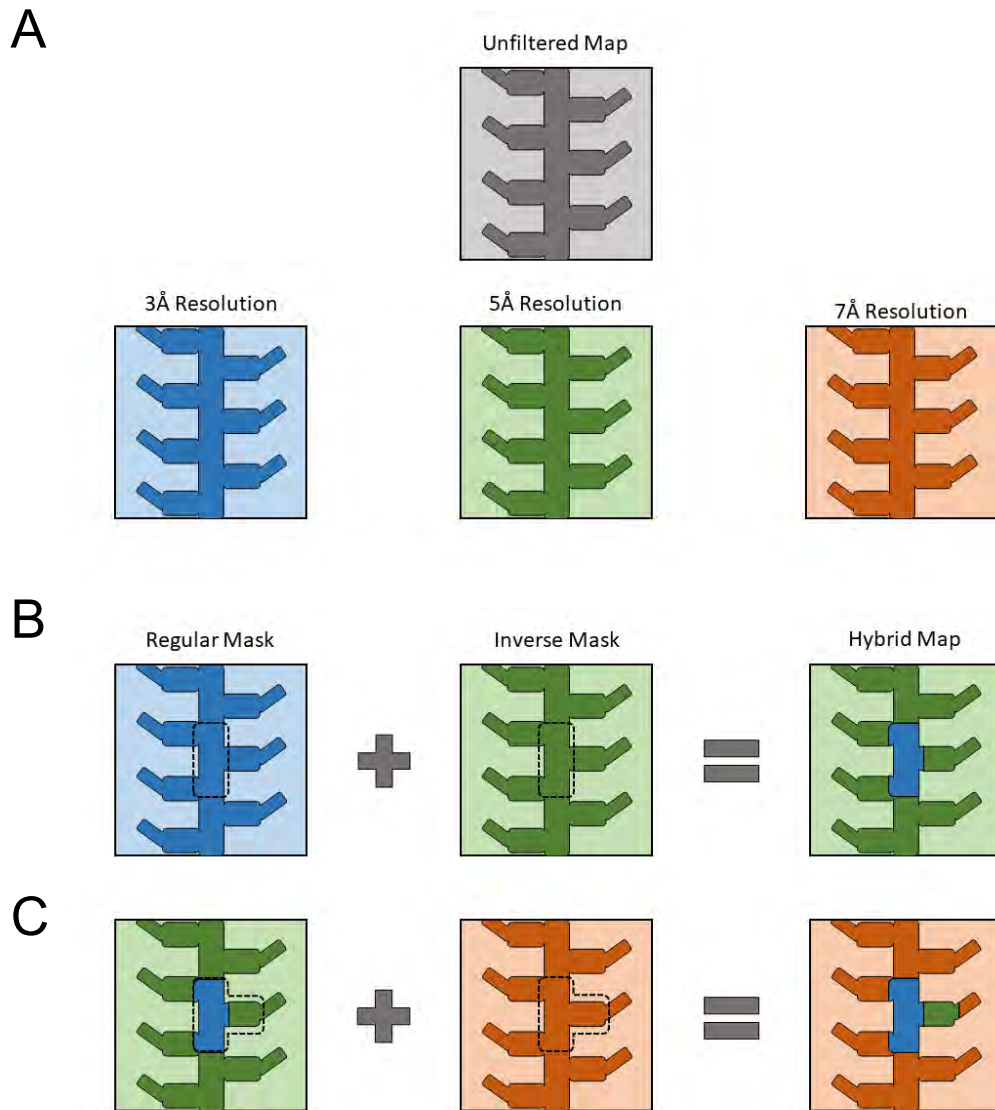 A
Unfiltered Map
3Å Resolution
5Å Resolution
7Å Resolution
B
Regular Mask
Inverse Mask
Hybrid Map
C